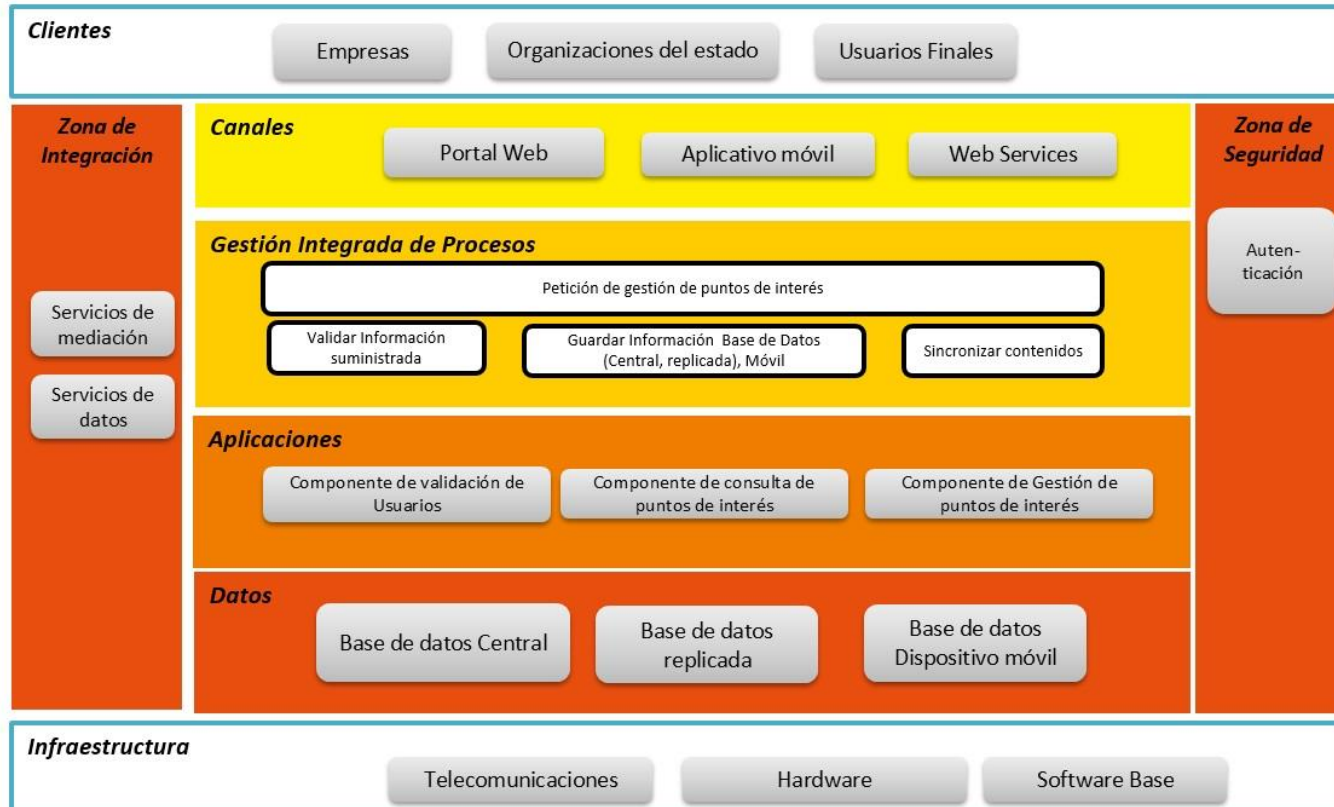 Clientes
Empresas
Organizaciones del estado
Usuarios Finales
Zona de
Integración
Servicios de
mediación
Servicios de
datos
Canales
Portal Web
Aplicativo móvil
Web Services
Gestión Integrada de Procesos
Petición de gestión de puntos de interés
Validar Información
suministrada
Guardar Información  Base de Datos
(Central, replicada), Móvil
Sincronizar contenidos
Aplicaciones
Componente de validación de
Usuarios
Componente de consulta de
puntos de interés
Componente de Gestión de
puntos de interés
Datos
Base de datos Central
Base de datos
replicada
Base de datos
Dispositivo móvil
Zona de
Seguridad
Auten-
ticación
Infraestructura
Telecomunicaciones
Hardware
Software Base